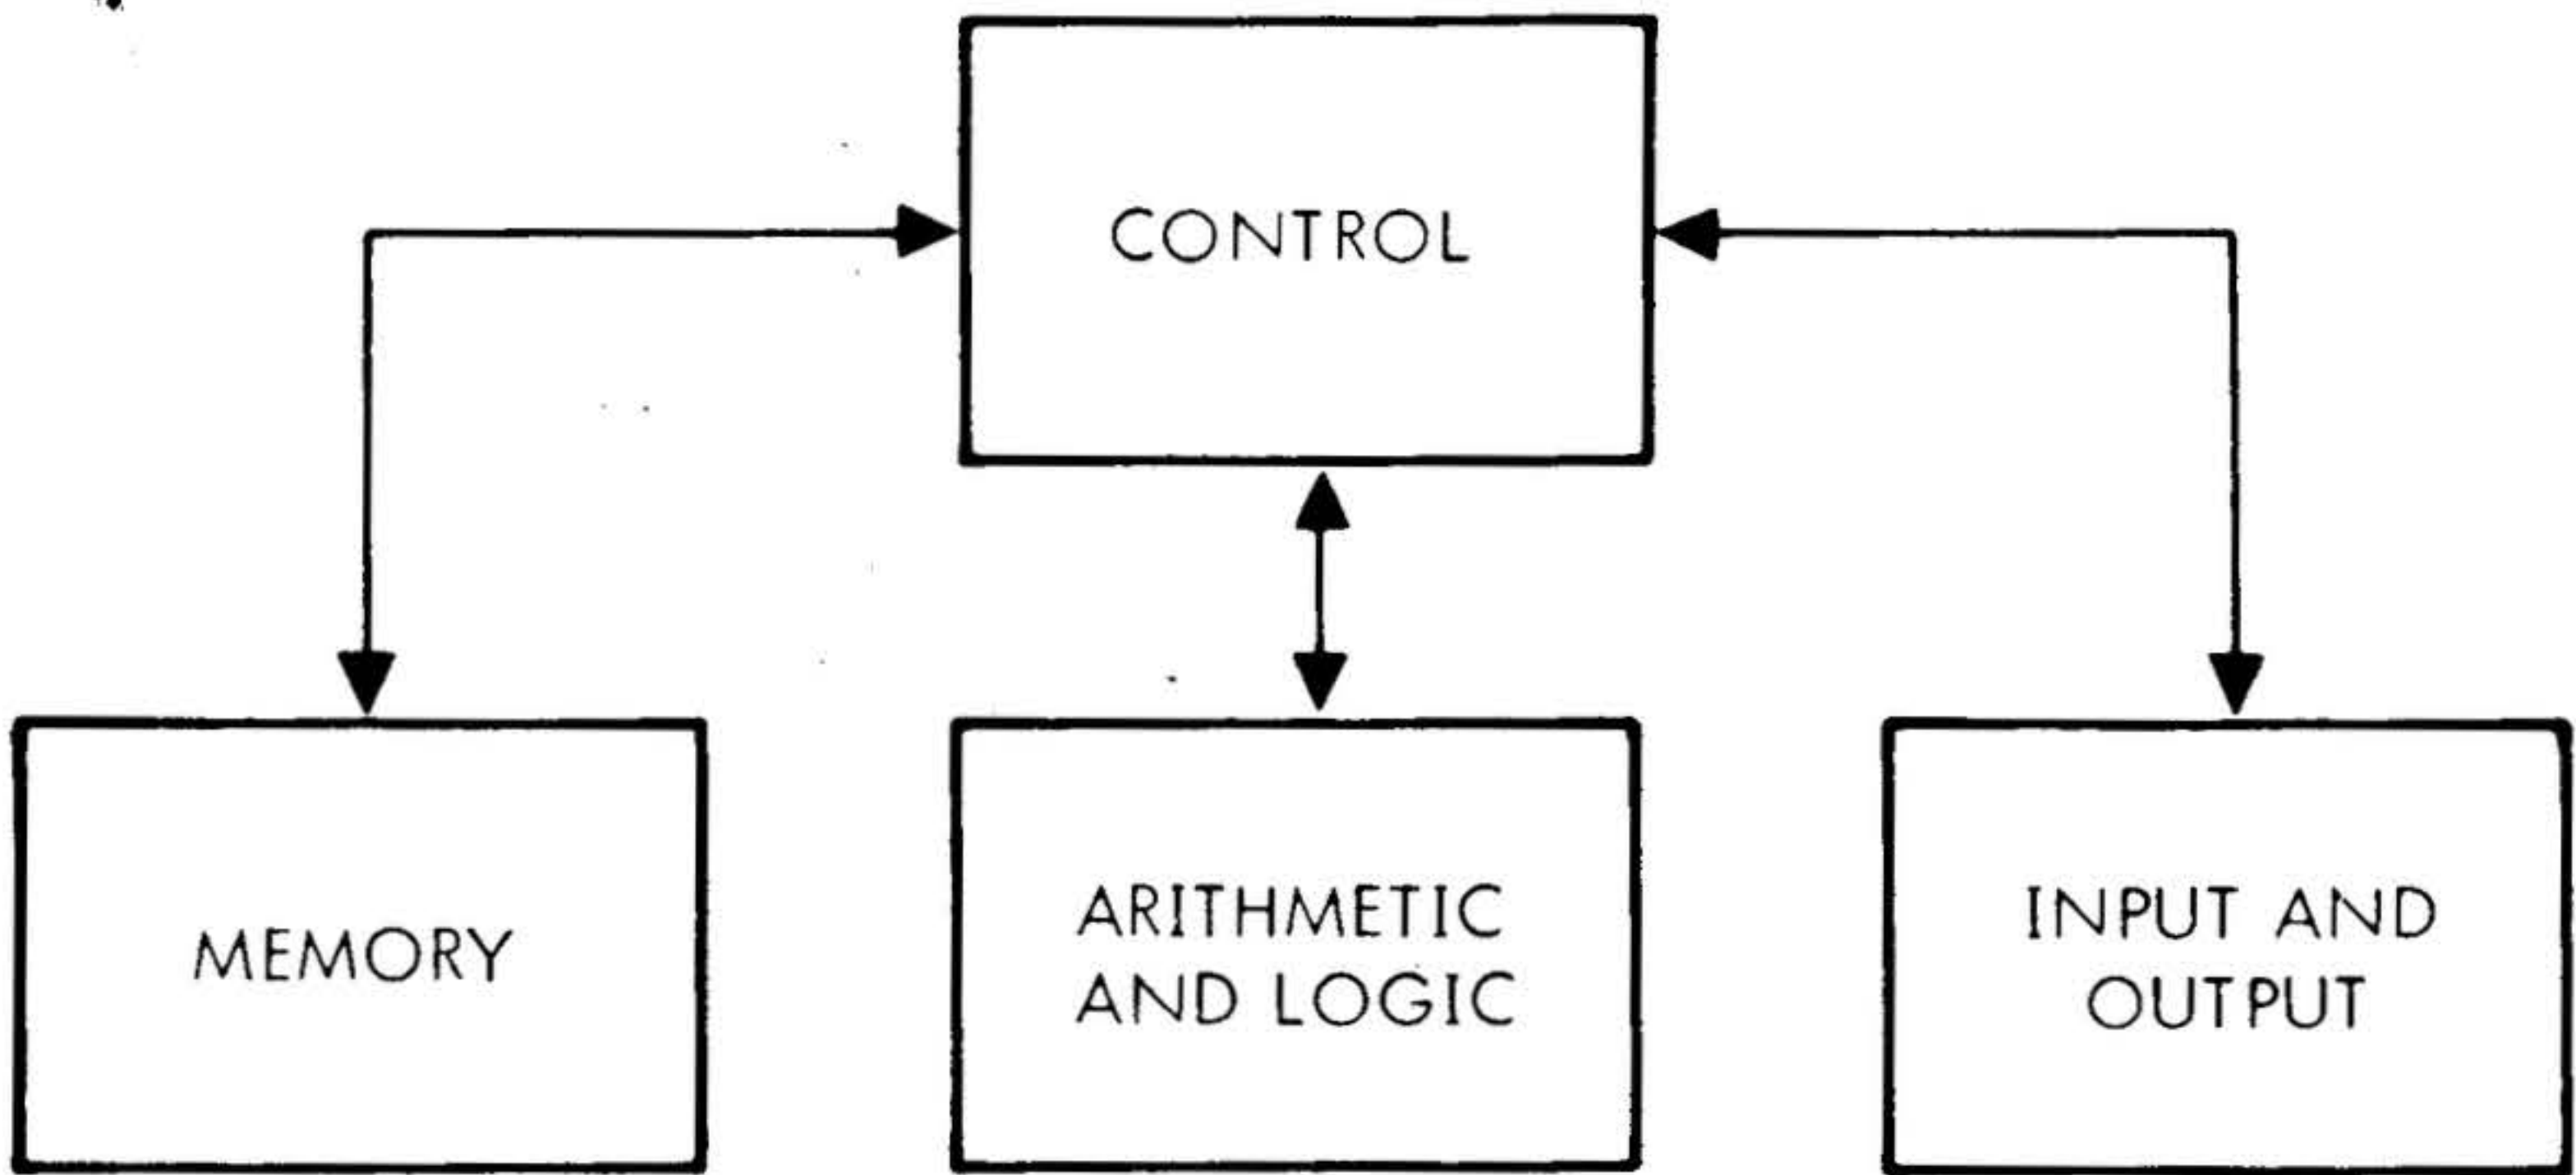 CONTROL
MEMORY
ARITHMETIC
AND LOGIC
INPUT AND
OUTPUT